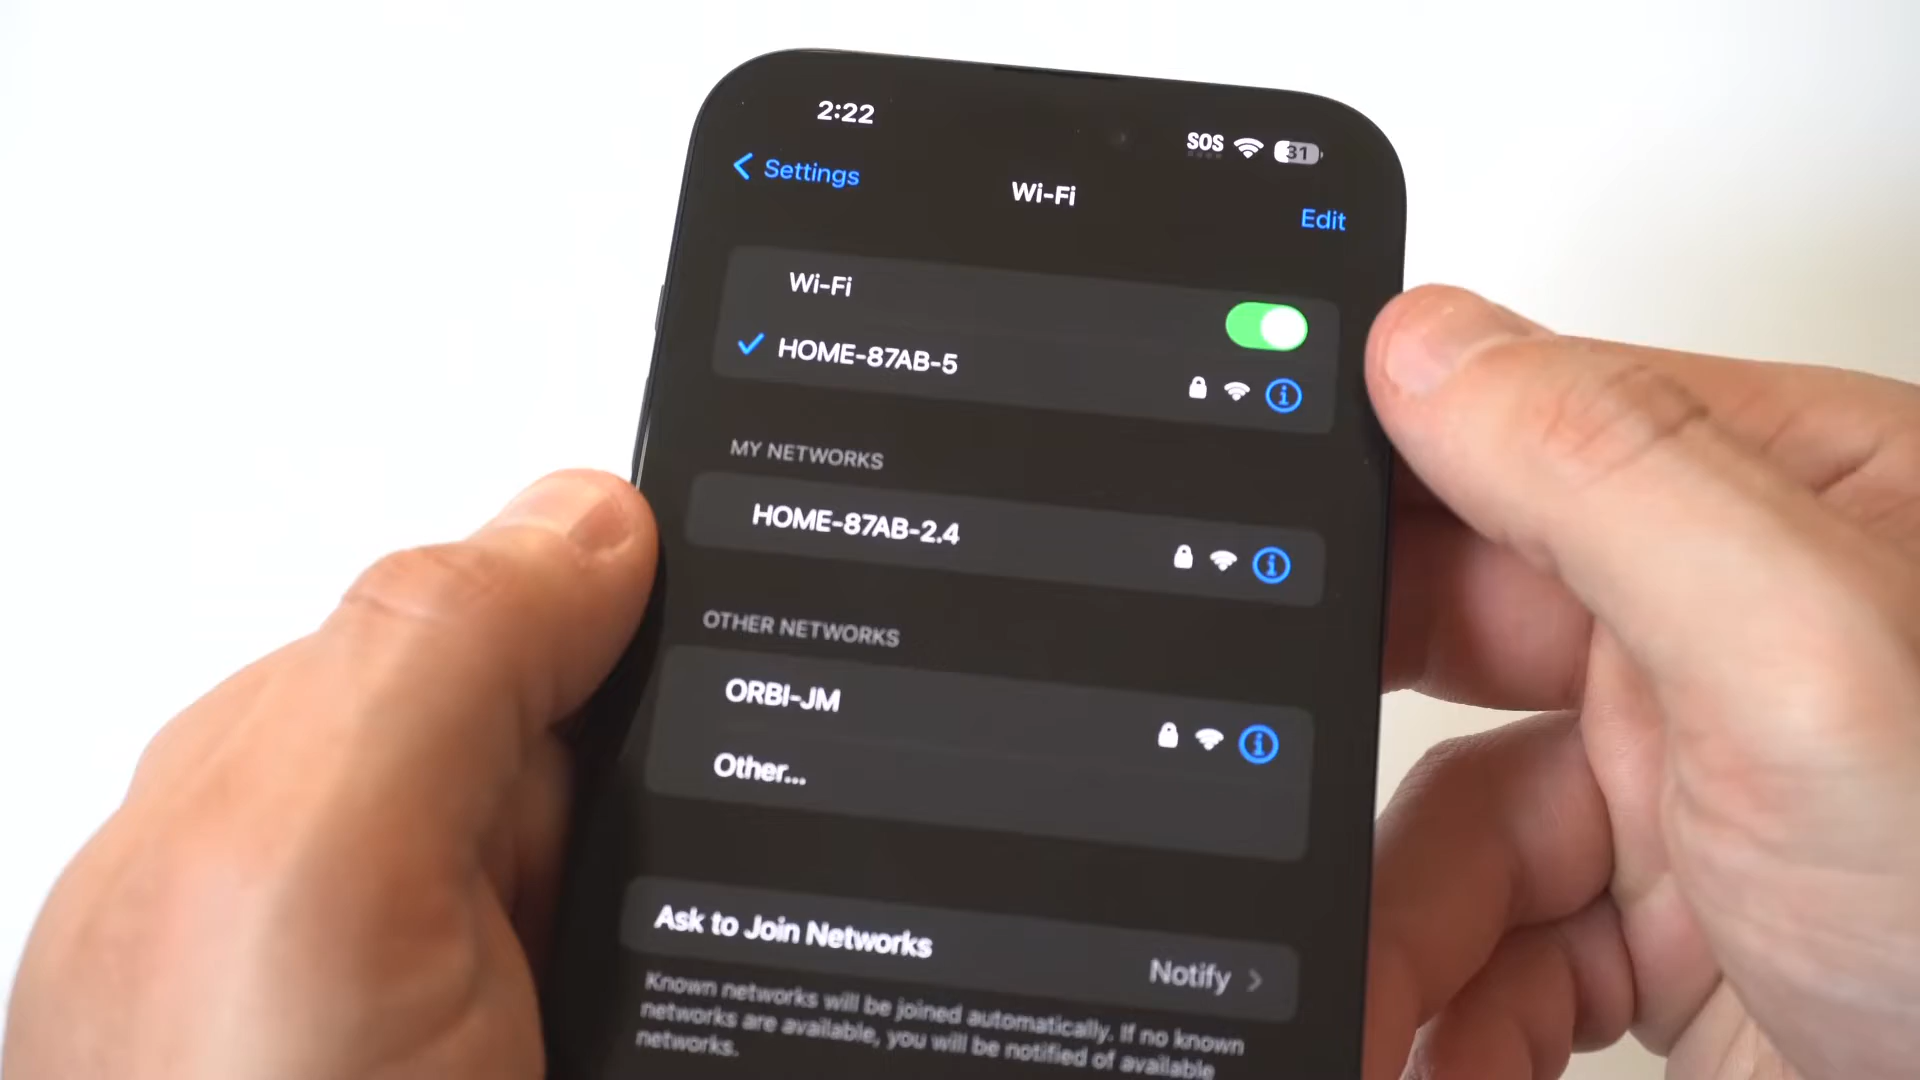 2:22
SOS 31
Settings
Wi-Fi
Edit
Wi-Fi
HOME-87AB-5
MY NETWORKS
HOME-87AB-2.4
OTHER NETWORKS
ORBI-JM
Other...
Ask to Join Networks
Notify
Known networks will be joined automatically. If no known
networks are available, you will be notified of available
networks.